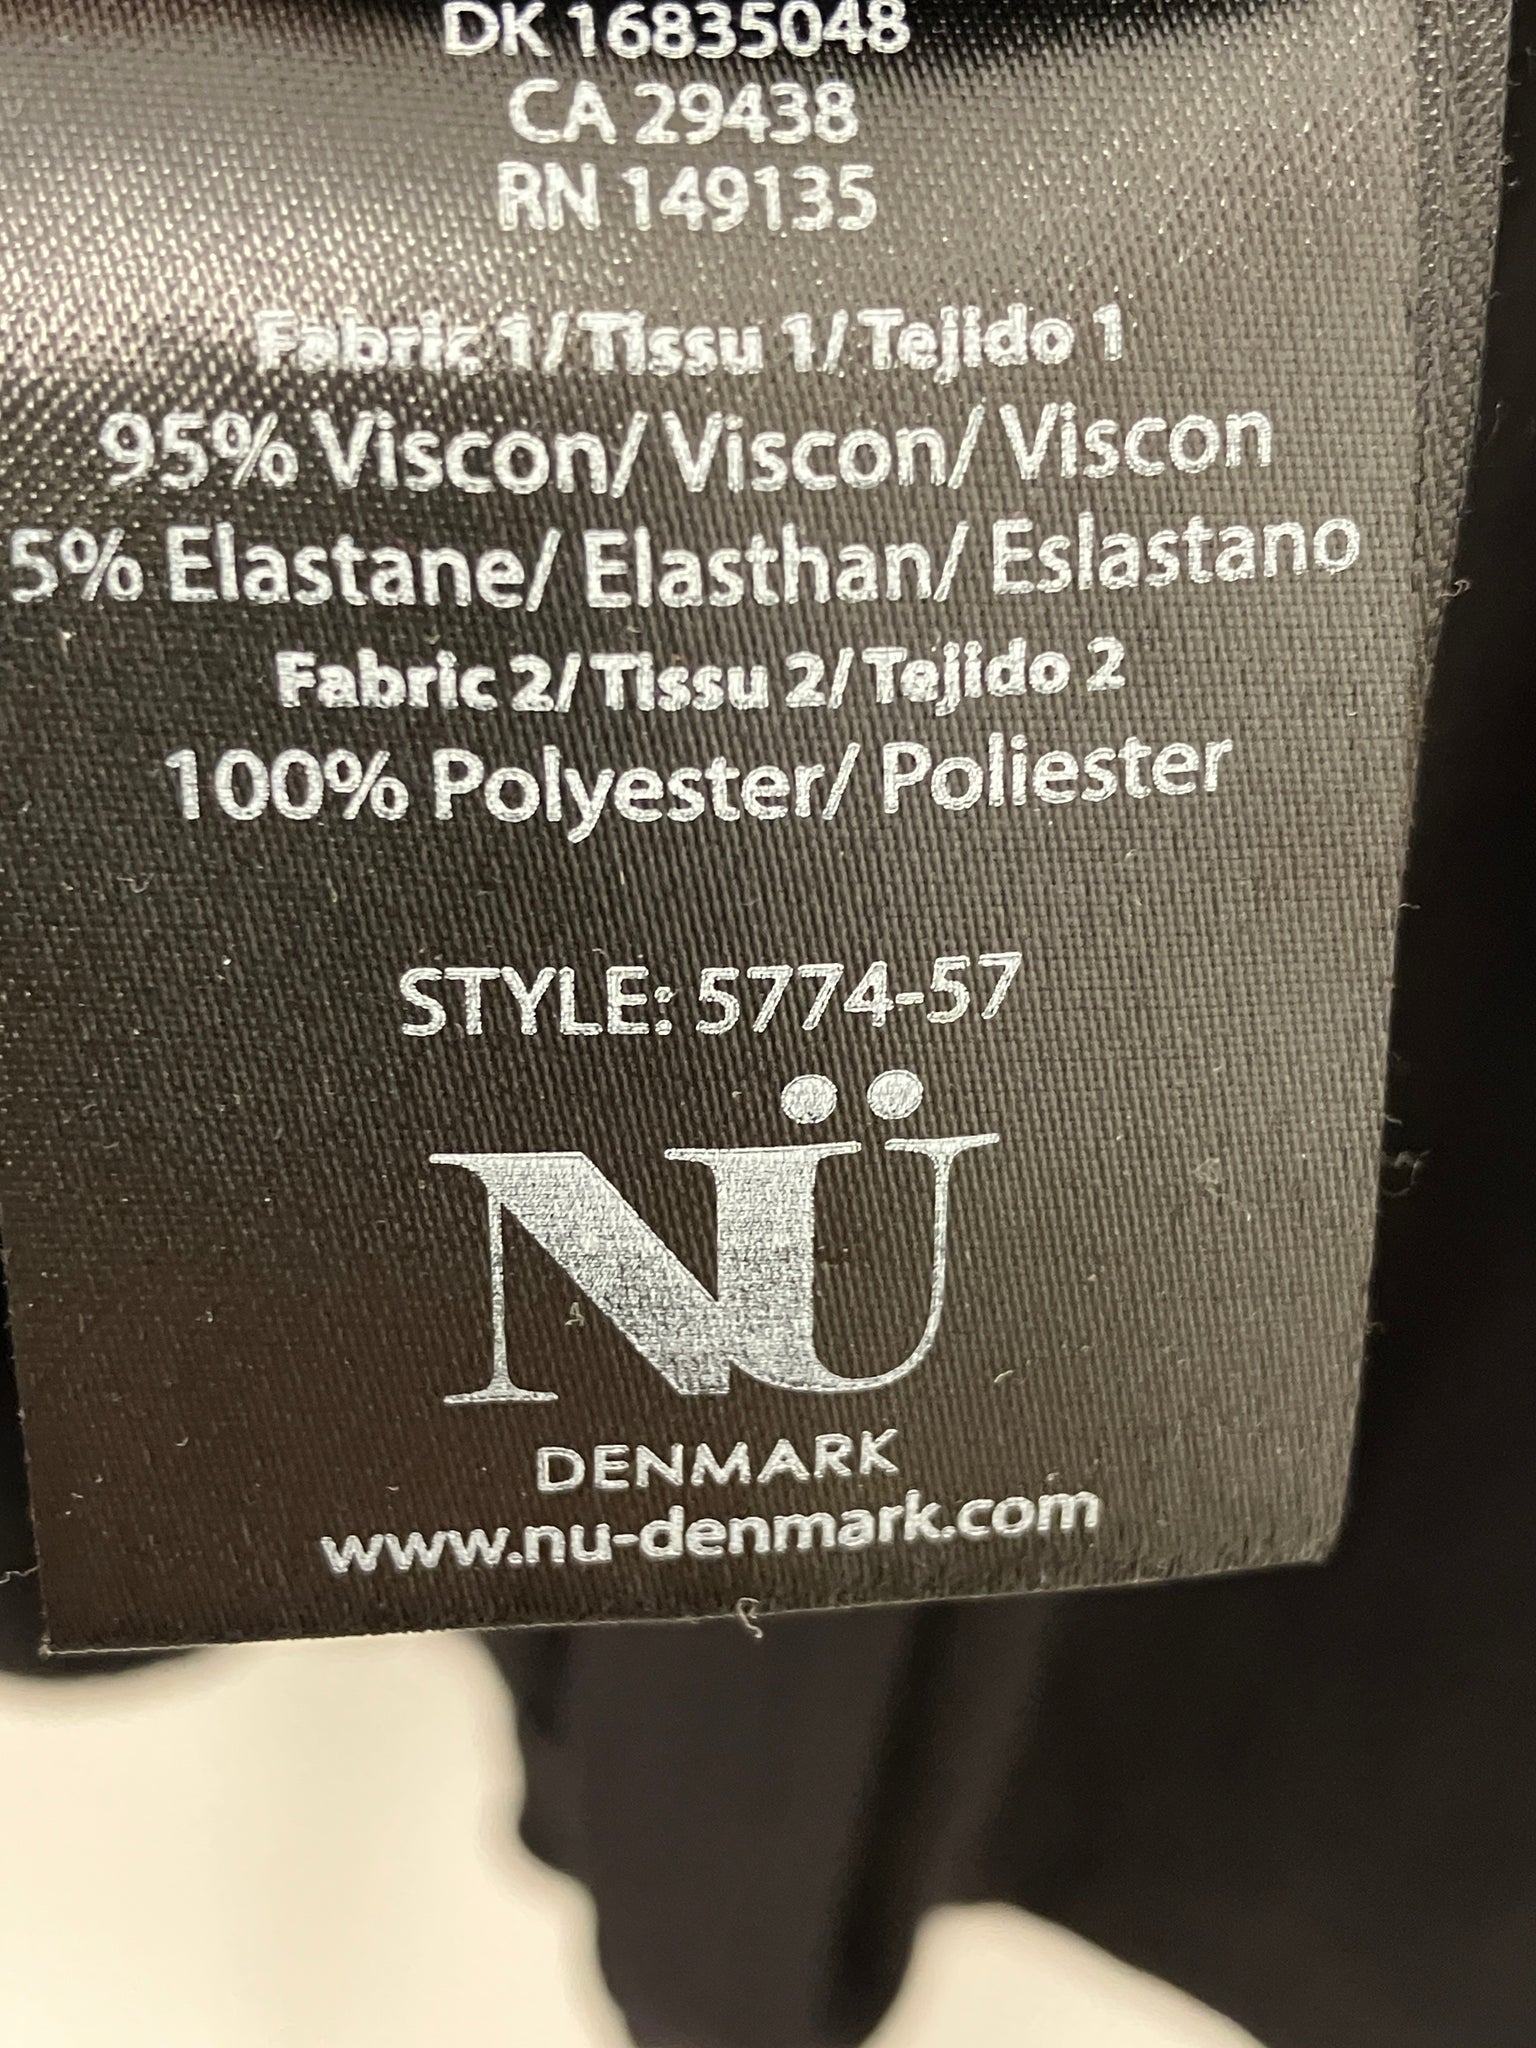 DK 16835048
CA 29438
RN 149135
Fabric 1/ Tissu 1/ Tejido 1
95% Viscon/ Viscon/ Viscon
5% Elastane/ Elasthan/ Eslastano
Fabric 2/ Tissu 2/ Tejido 2
100% Polyester/ Poliester
STYLE: 5774-57
NÜ
DENMARK
www.nu-denmark.com